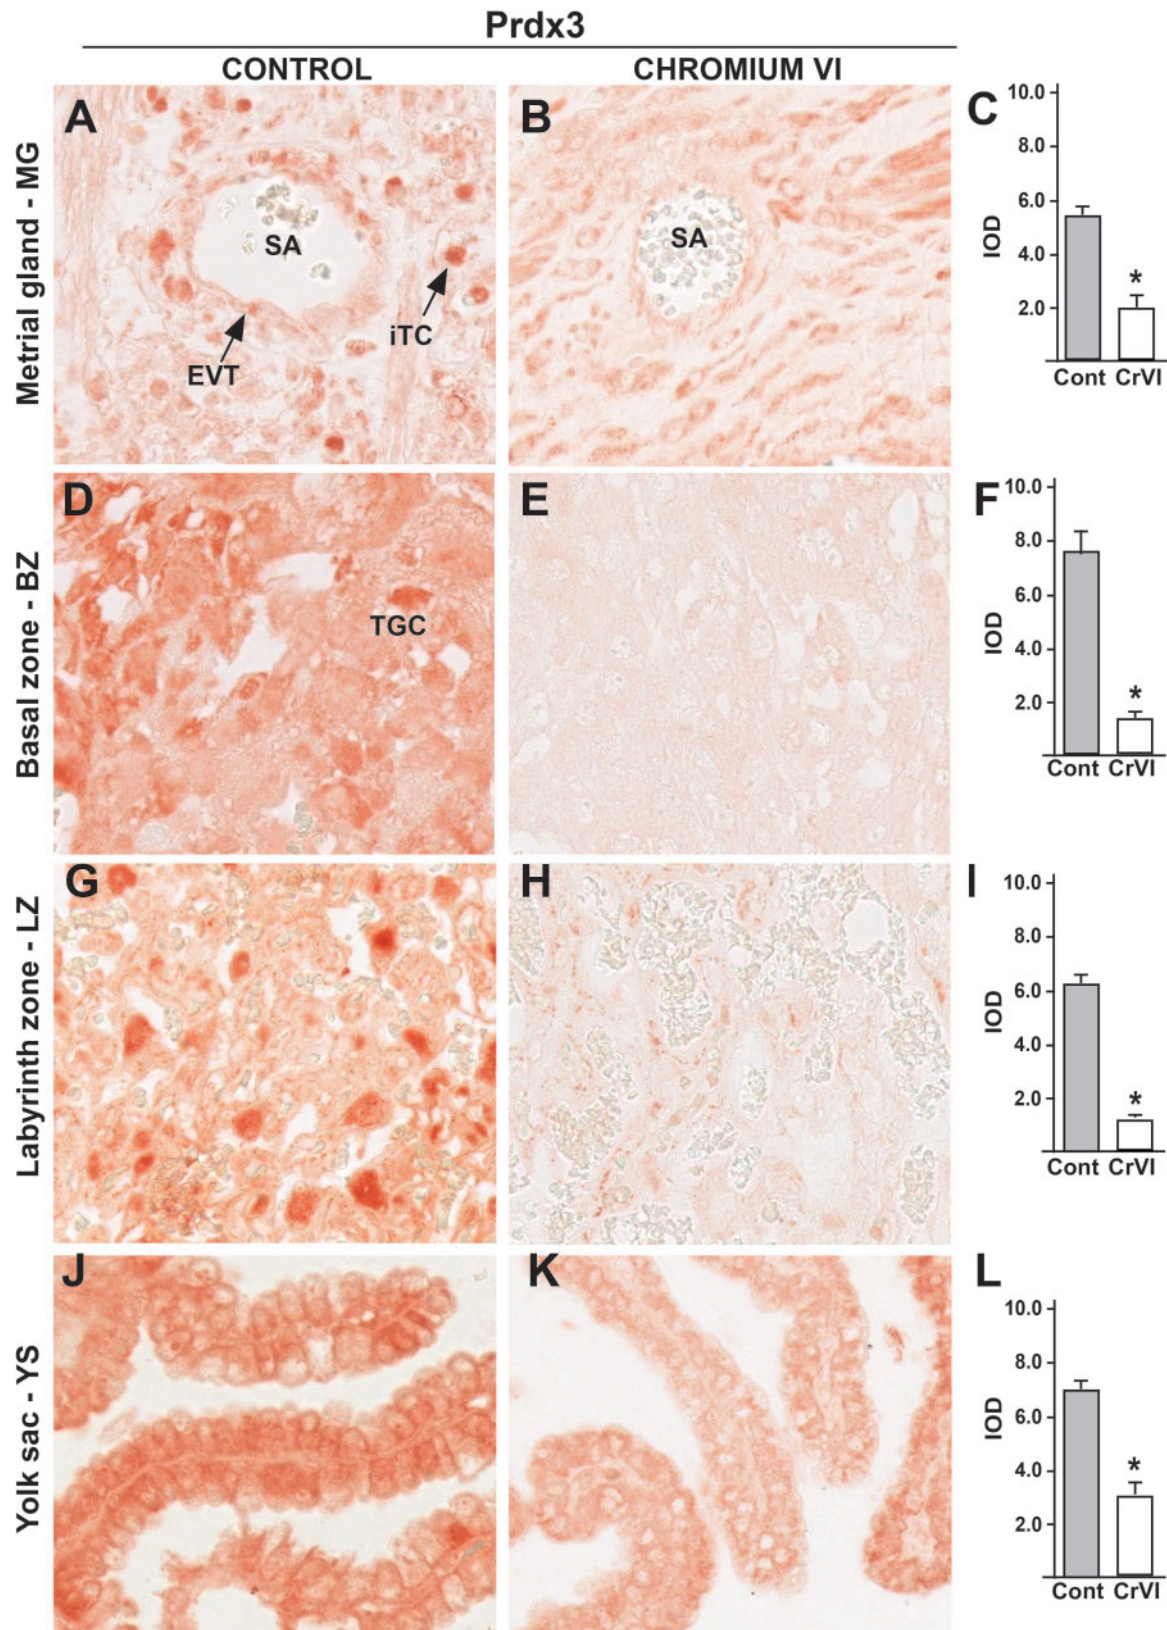 Prdx3
CONTROL
CHROMIUM VI
Metrial gland - MG
A
SA
EVT
iTC
B
SA
C
10.0
8.0
6.0
4.0
2.0
IOD
*
Cont CrVI
Basal zone - BZ
D
TGC
E
F
10.0
8.0
6.0
4.0
2.0
IOD
*
Cont CrVI
Labyrinth zone - LZ
G
H
I
10.0
8.0
6.0
4.0
2.0
IOD
*
Cont CrVI
Yolk sac - YS
J
K
L
10.0
8.0
6.0
4.0
2.0
IOD
*
Cont CrVI